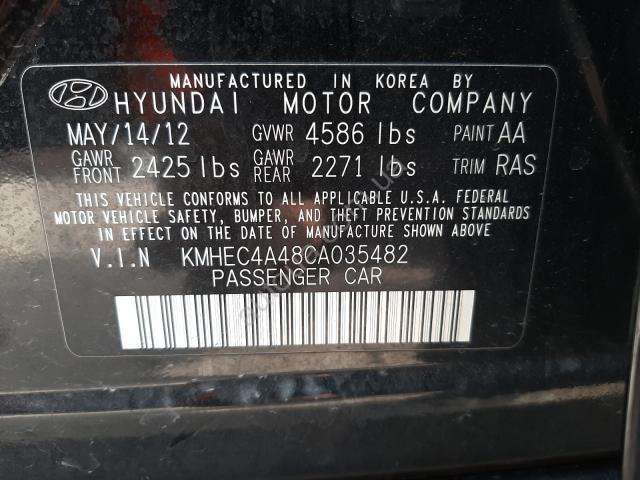 MANUFACTURED IN KOREA BY
HYUNDAI MOTOR COMPANY
MAY/14/12 GVWR 4586 lbs PAINT AA
GAWR FRONT 2425 lbs GAWR REAR 2271 lbs TRIM RAS
THIS VEHICLE CONFORMS TO ALL APPLICABLE U.S.A. FEDERAL
MOTOR VEHICLE SAFETY, BUMPER, AND THEFT PREVENTION STANDARDS
IN EFFECT ON THE DATE OF MANUFACTURE SHOWN ABOVE
V.I.N KMHEC4A48CA035482
PASSENGER CAR